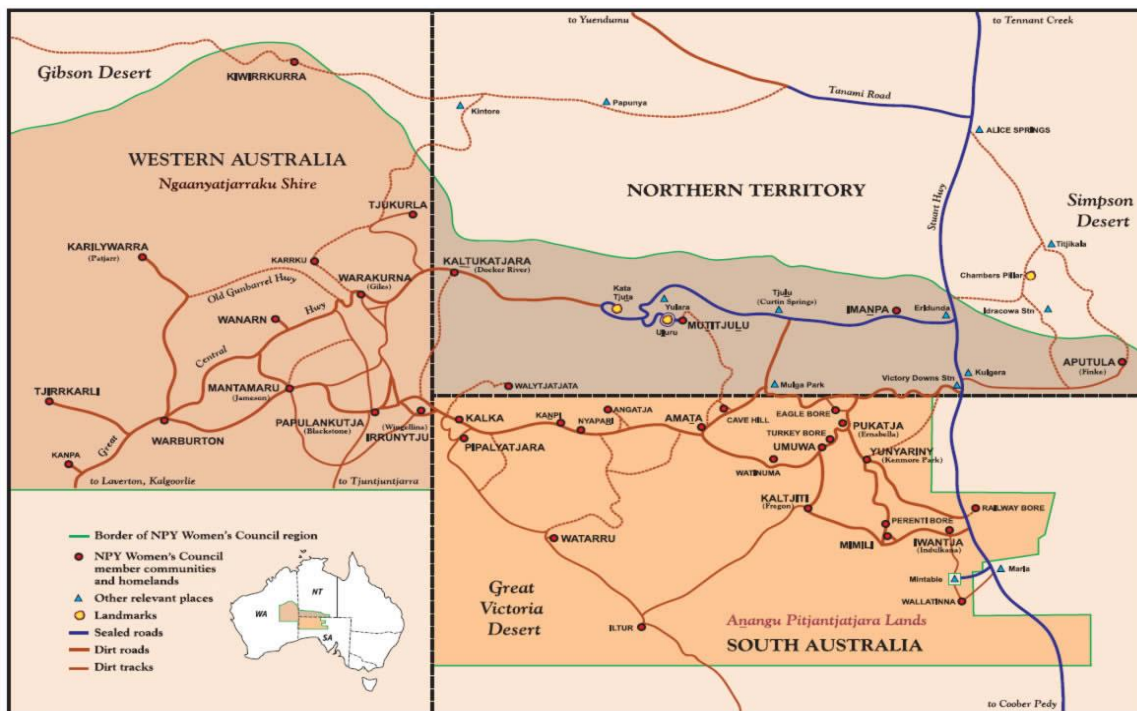 to Yuendumu
to Tennant Creek
Gibson Desert
KIWIRRKURRA
Kintore
Papunya
Tanami Road
ALICE SPRINGS
WESTERN AUSTRALIA
Ngaanyatjarraku Shire
NORTHERN TERRITORY
Stuart Hwy
Simpson
Desert
TJUKURLA
KARILYWARRA
(Patjarr)
KARRKU
WARAKURNA
(Giles)
KALTUKATJARA
(Docker River)
Old Gunbarrel Hwy
Kata
Tjuta
Yulara
Uluru
MUTITJULU
Tjulu
(Curtin Springs)
IMANPA
Erldunda
Titjikala
Chambers Pillar
Idracowa Stn
WANARN
Great
Central
Hwy
APUTULA
(Finke)
TJIRRKARLI
MANTAMARU
(Jameson)
WALYTJATJATA
Mulga Park
Victory Downs Stn
Kulgera
PAPULANKUTJA
(Blackstone)
(Wingellina)
IRRUNYTJU
WARBURTON
KANPA
KALKA
PIPALYATJARA
KANPI
NYAPARI
ANGATJA
AMATA
CAVE HILL
EAGLE BORE
PUKATJA
(Ernabella)
TURKEY BORE
UMUWA
YUNYARINY
(Kenmore Park)
WATINUMA
to Laverton, Kalgoorlie
to Tjuntjuntjarra
KALTJITI
(Fregon)
PERENTI BORE
RAILWAY BORE
MIMILI
IWANTJA
(Indulkana)
WATARRU
Mintabie
Marla
WALLATINNA
Great
Victoria
Desert
ILTUR
Anangu Pitjantjatjara Lands
SOUTH AUSTRALIA
to Coober Pedy
Border of NPY Women's Council region
NPY Women's Council
member communities
and homelands
Other relevant places
Landmarks
Sealed roads
Dirt roads
Dirt tracks
WA
NT
SA